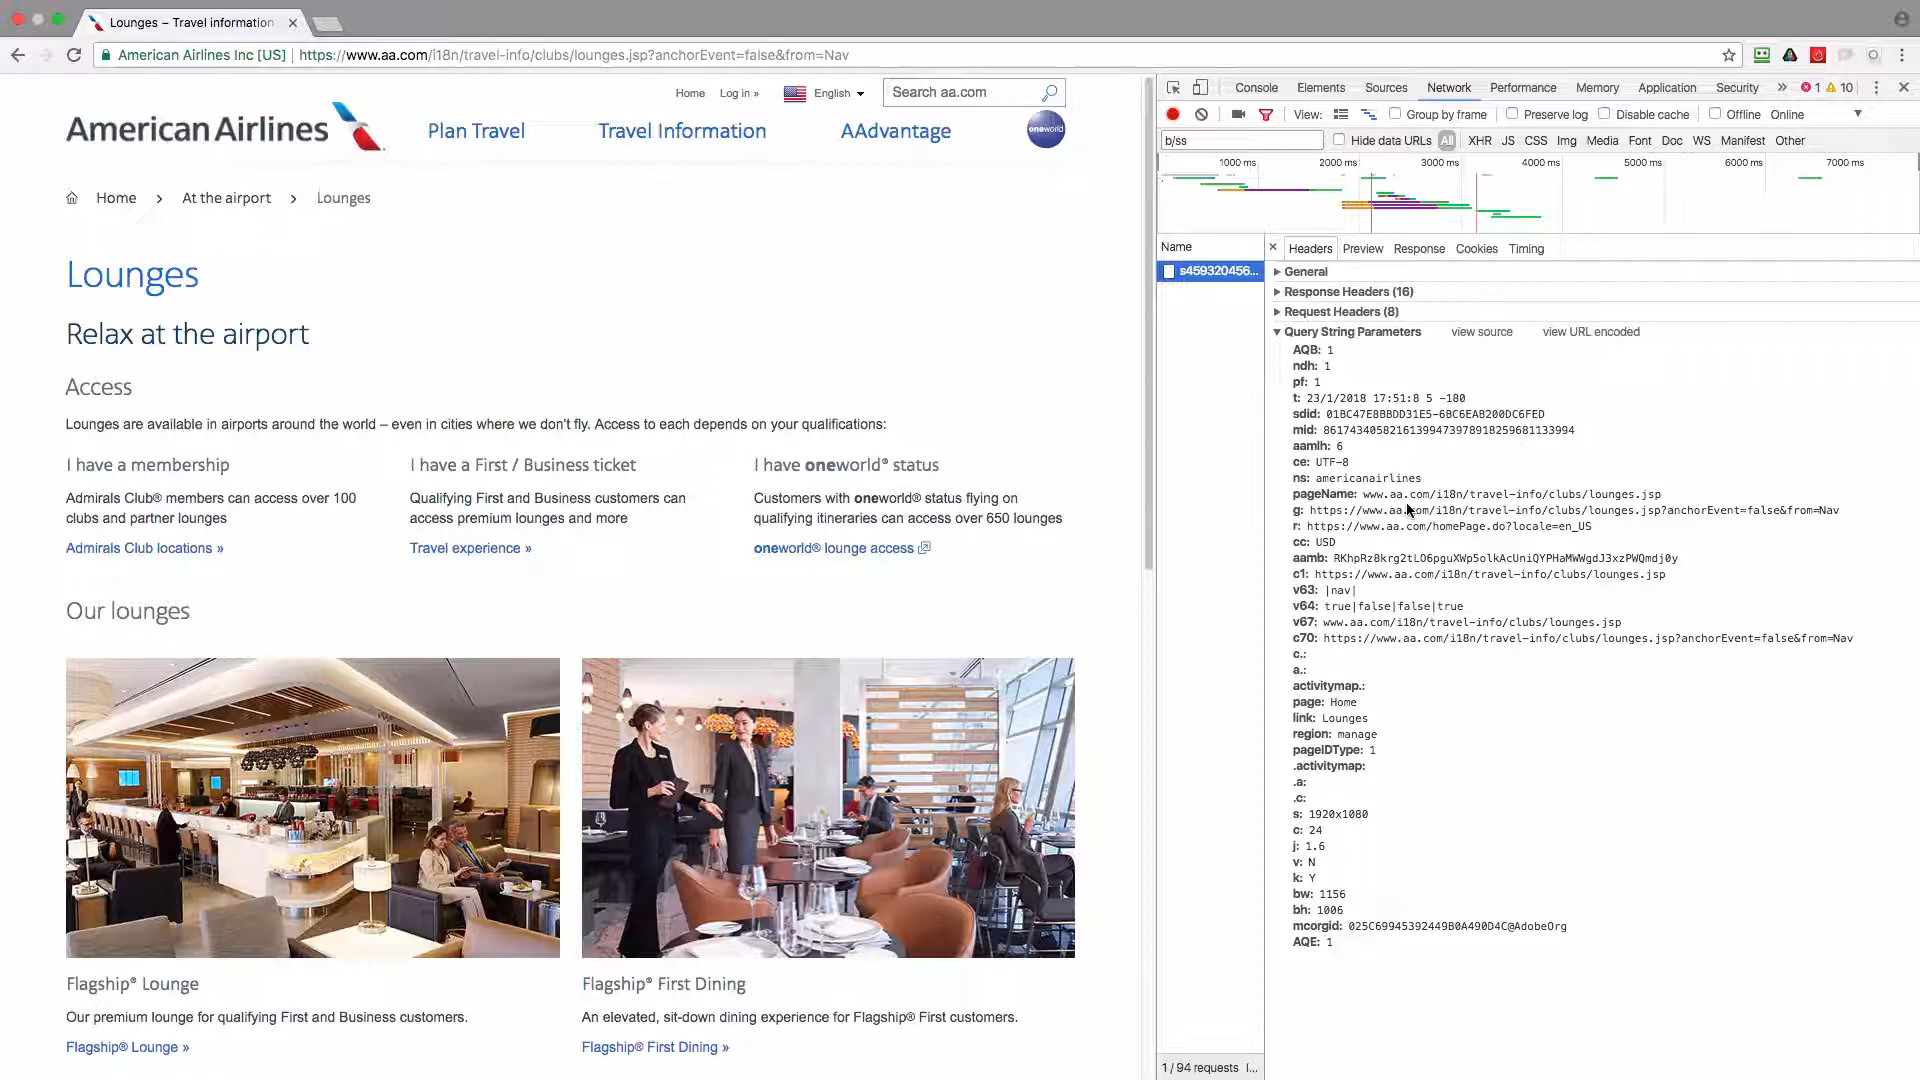 Lounges – Travel information
American Airlines Inc [US] | https://www.aa.com/i18n/travel-info/clubs/lounges.jsp?anchorEvent=false&from=Nav
Home Log in » English Search aa.com
American Airlines Plan Travel Travel Information AAdvantage oneworld
Home > At the airport > Lounges
Lounges
Relax at the airport
Access
Lounges are available in airports around the world – even in cities where we don't fly. Access to each depends on your qualifications:
I have a membership
Admirals Club® members can access over 100
clubs and partner lounges
Admirals Club locations »
I have a First / Business ticket
Qualifying First and Business customers can
access premium lounges and more
Travel experience »
I have oneworld® status
Customers with oneworld® status flying on
qualifying itineraries can access over 650 lounges
oneworld® lounge access
Our lounges
Flagship® Lounge
Our premium lounge for qualifying First and Business customers.
Flagship® Lounge »
Flagship® First Dining
An elevated, sit-down dining experience for Flagship® First customers.
Flagship® First Dining »
Console Elements Sources Network Performance Memory Application Security » 1 10
View: Group by frame Preserve log Disable cache Offline Online
b/ss Hide data URLs All XHR JS CSS Img Media Font Doc WS Manifest Other
1000 ms 2000 ms 3000 ms 4000 ms 5000 ms 6000 ms 7000 ms
Name
s459320456...
1 / 94 requests I...
Headers Preview Response Cookies Timing
General
Response Headers (16)
Request Headers (8)
Query String Parameters view source view URL encoded
AQB: 1
ndh: 1
pf: 1
t: 23/1/2018 17:51:8 5 -180
sdid: 01BC47E8BBDD31E5-6BC6EAB200DC6FED
mid: 86174340582161399473978918259681133994
aamlh: 6
ce: UTF-8
ns: americanairlines
pageName: www.aa.com/i18n/travel-info/clubs/lounges.jsp
g: https://www.aa.com/i18n/travel-info/clubs/lounges.jsp?anchorEvent=false&from=Nav
r: https://www.aa.com/homePage.do?locale=en_US
cc: USD
aamb: RKhpRz8krg2tLO6pguXWp5olkAcUniQYPHaMWWgdJ3xzPWQmdj0y
c1: https://www.aa.com/i18n/travel-info/clubs/lounges.jsp
v63: |nav|
v64: true|false|false|true
v67: www.aa.com/i18n/travel-info/clubs/lounges.jsp
c70: https://www.aa.com/i18n/travel-info/clubs/lounges.jsp?anchorEvent=false&from=Nav
c.:
a.:
activitymap.:
page: Home
link: Lounges
region: manage
pageIDType: 1
.activitymap:
.a:
.c:
s: 1920x1080
c: 24
j: 1.6
v: N
k: Y
bw: 1156
bh: 1006
mcorgid: 025C69945392449B0A490D4C@AdobeOrg
AQE: 1